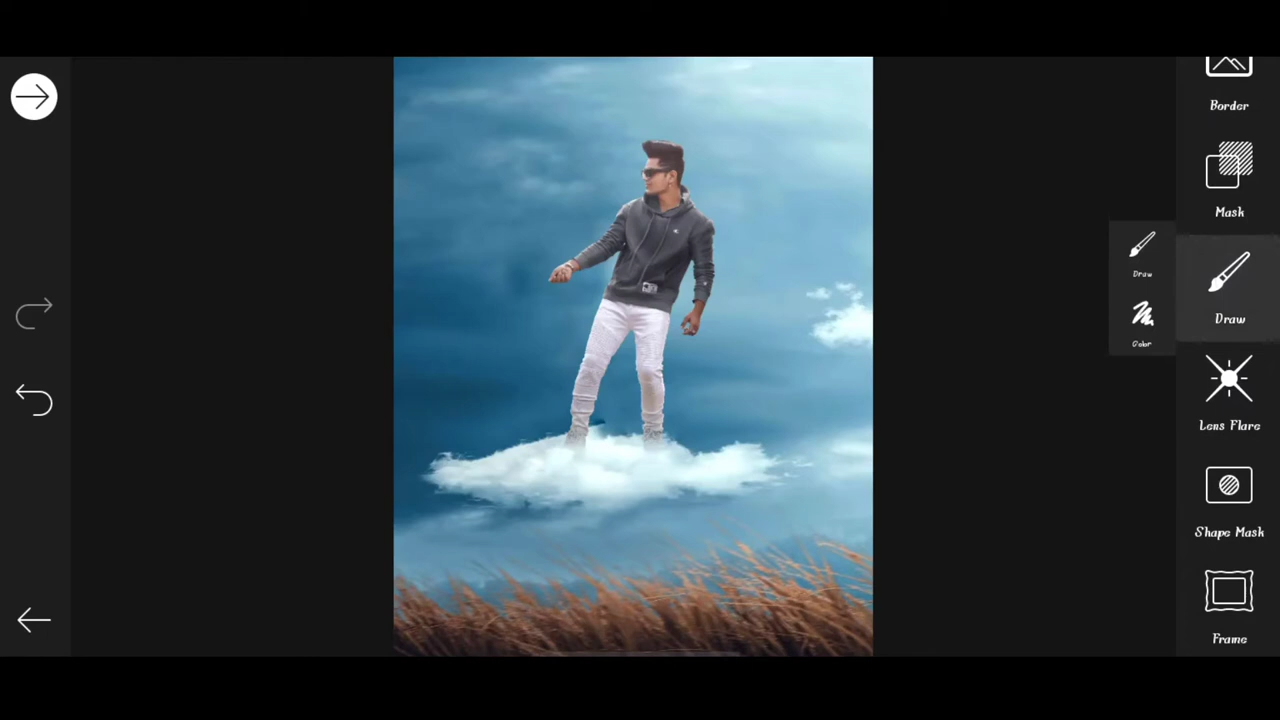 Border
Mask
Draw
Draw
Color
Lens Flare
Shape Mask
Frame